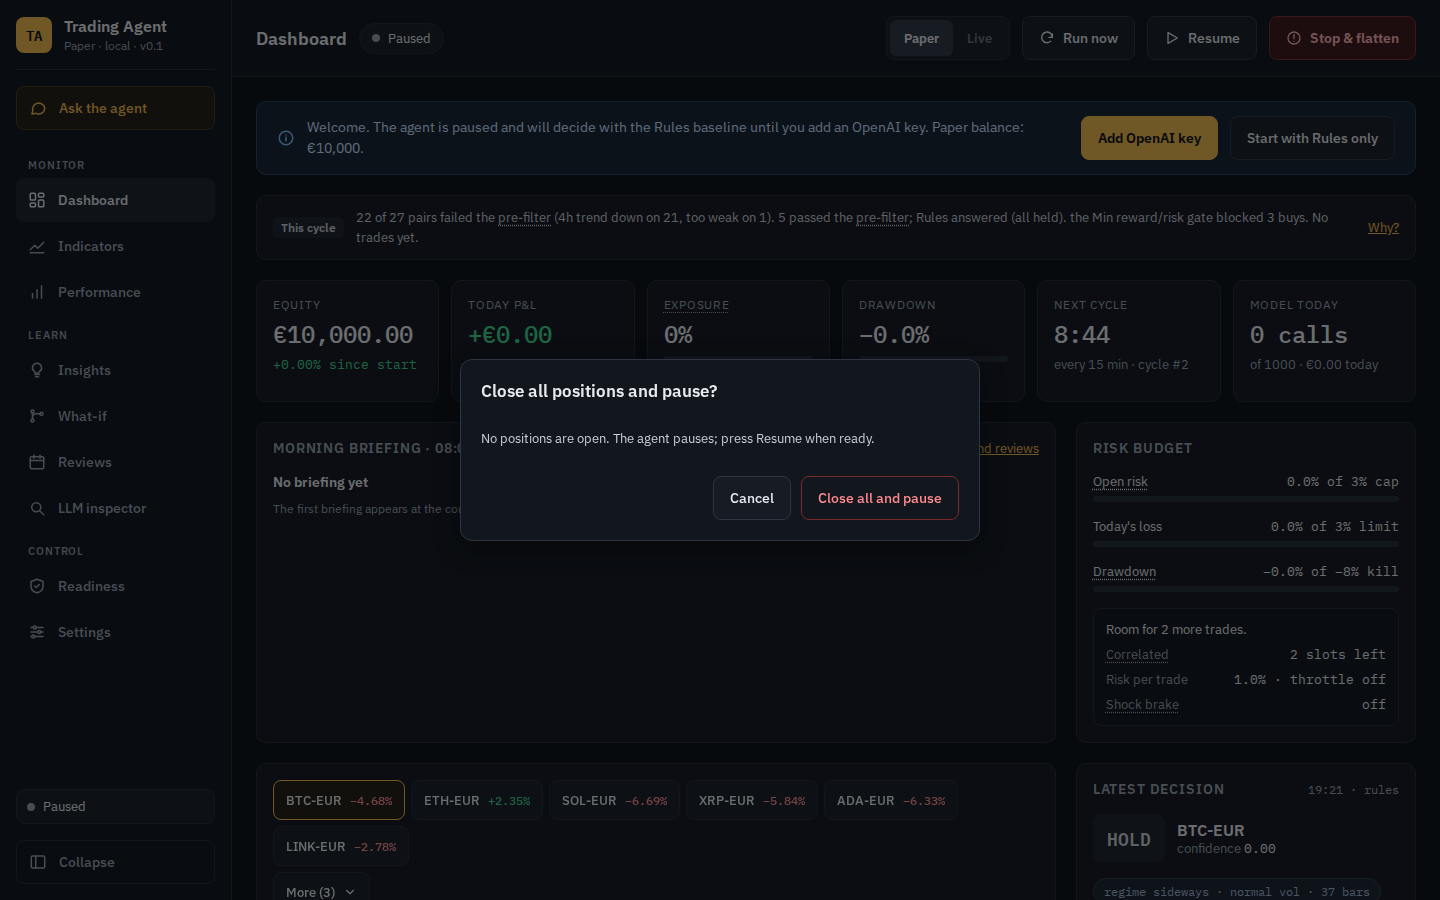 TA
Trading Agent
Paper · local · v0.1
Ask the agent
MONITOR
Dashboard
Indicators
Performance
LEARN
Insights
What-if
Reviews
LLM inspector
CONTROL
Readiness
Settings
Paused
Collapse
Dashboard
Paused
Paper
Live
Run now
Resume
Stop & flatten
Welcome. The agent is paused and will decide with the Rules baseline until you add an OpenAI key. Paper balance:
€10,000.
Add OpenAI key
Start with Rules only
This cycle
22 of 27 pairs failed the pre-filter (4h trend down on 21, too weak on 1). 5 passed the pre-filter; Rules answered (all held). the Min reward/risk gate blocked 3 buys. No
trades yet.
Why?
EQUITY
€10,000.00
+0.00% since start
TODAY P&L
+€0.00
EXPOSURE
0%
DRAWDOWN
−0.0%
NEXT CYCLE
8:44
every 15 min · cycle #2
MODEL TODAY
0 calls
of 1000 · €0.00 today
Close all positions and pause?
No positions are open. The agent pauses; press Resume when ready.
Cancel
Close all and pause
MORNING BRIEFING · 08:
reviews
No briefing yet
The first briefing appears at the
RISK BUDGET
Open risk
0.0% of 3% cap
Today's loss
0.0% of 3% limit
Drawdown
−0.0% of −8% kill
Room for 2 more trades.
Correlated
2 slots left
Risk per trade
1.0% · throttle off
Shock brake
off
BTC-EUR −4.68%
ETH-EUR +2.35%
SOL-EUR −6.69%
XRP-EUR −5.84%
ADA-EUR −6.33%
LINK-EUR −2.78%
More (3)
LATEST DECISION
19:21 · rules
HOLD
BTC-EUR
confidence 0.00
regime sideways · normal vol · 37 bars